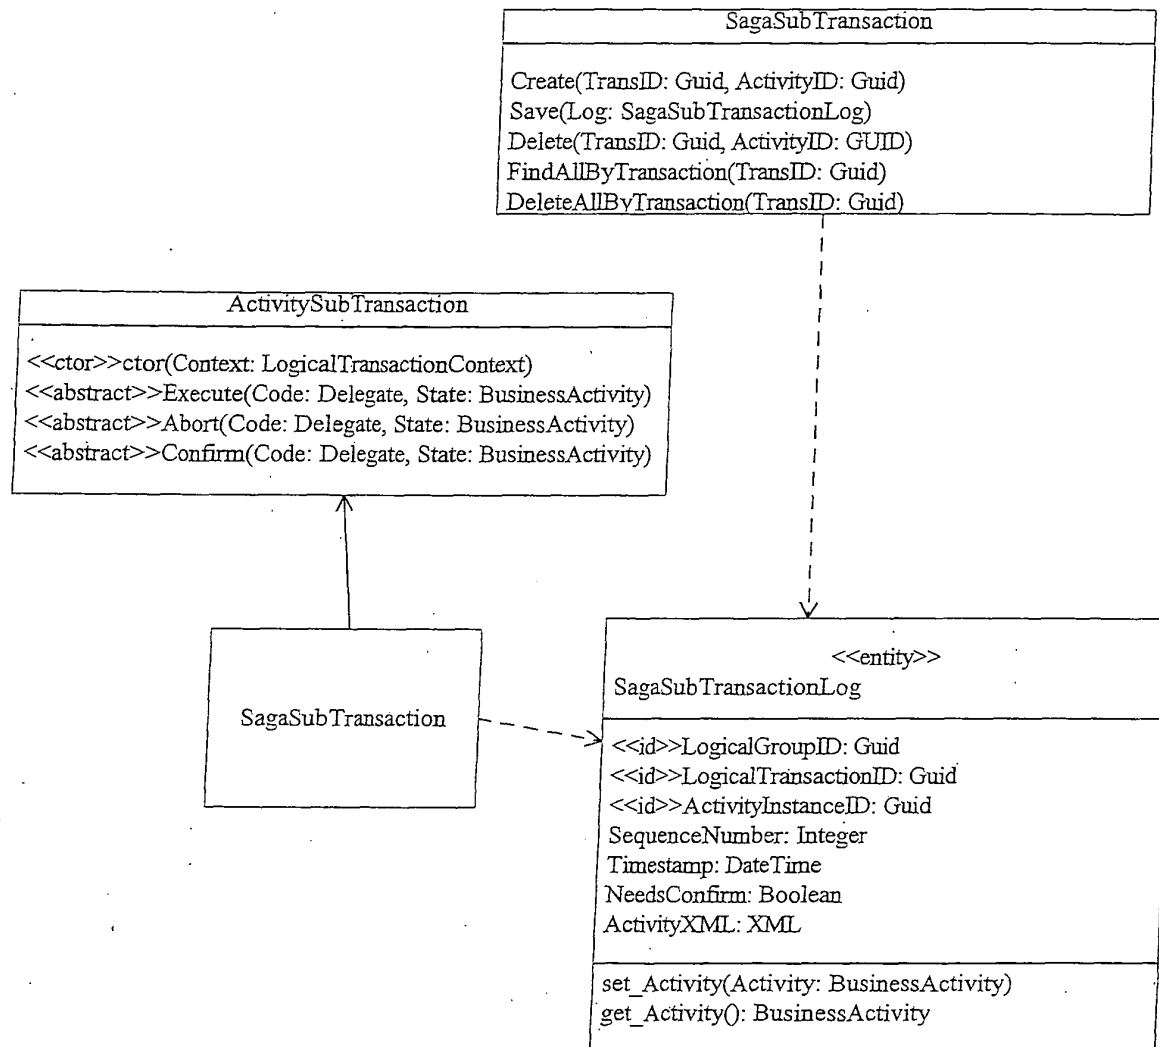 SagaSubTransaction
Create(TransID: Guid, ActivityID: Guid)
Save(Log: SagaSubTransactionLog)
Delete(TransID: Guid, ActivityID: GUID)
FindAllByTransaction(TransID: Guid)
DeleteAllByTransaction(TransID: Guid)
ActivitySubTransaction
<<ctor>>ctor(Context: LogicalTransactionContext)
<<abstract>>Execute(Code: Delegate, State: BusinessActivity)
<<abstract>>Abort(Code: Delegate, State: BusinessActivity)
<<abstract>>Confirm(Code: Delegate, State: BusinessActivity)
SagaSubTransaction
<<entity>>
SagaSubTransactionLog
<<id>>LogicalGroupID: Guid
<<id>>LogicalTransactionID: Guid
<<id>>ActivityInstanceID: Guid
SequenceNumber: Integer
Timestamp: DateTime
NeedsConfirm: Boolean
ActivityXML: XML
set_Activity(Activity: BusinessActivity)
get_Activity(): BusinessActivity